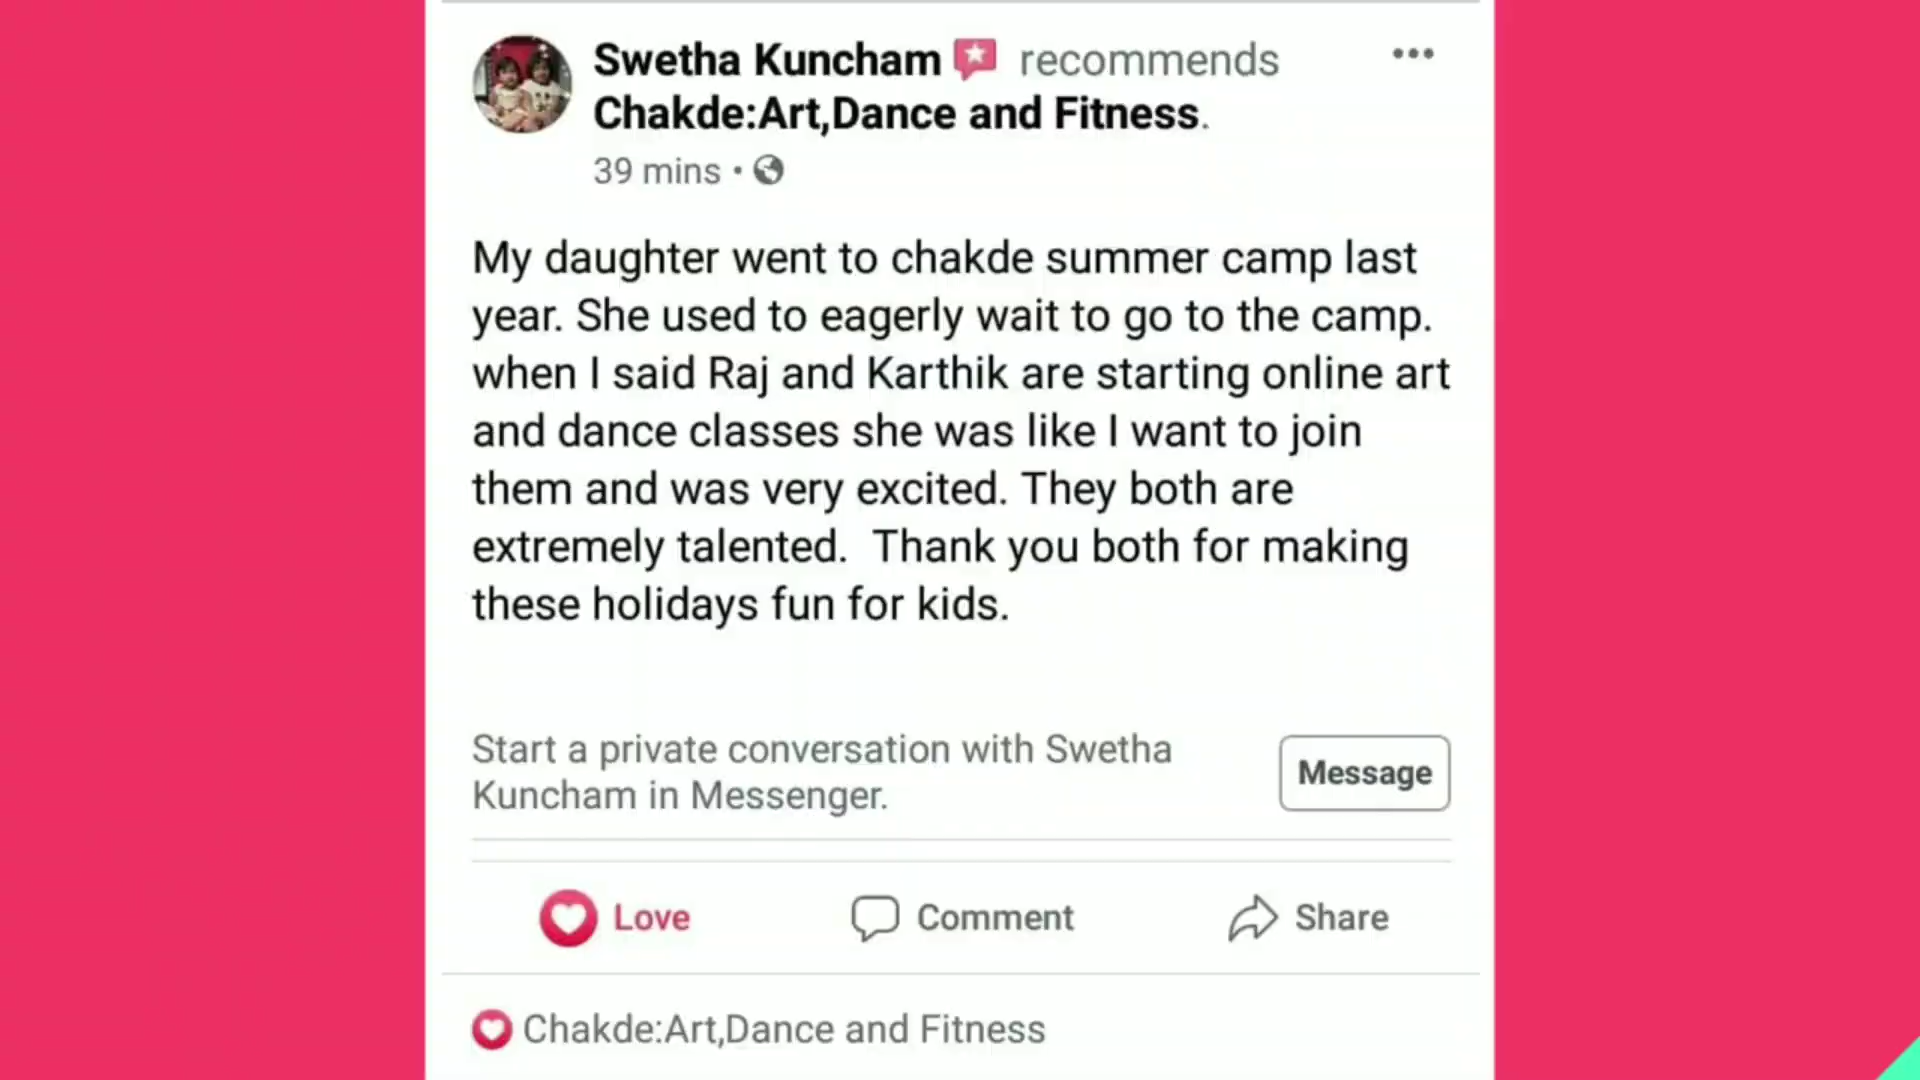 Swetha Kuncham recommends
Chakde:Art,Dance and Fitness.
39 mins •
My daughter went to chakde summer camp last
year. She used to eagerly wait to go to the camp.
when I said Raj and Karthik are starting online art
and dance classes she was like I want to join
them and was very excited. They both are
extremely talented.  Thank you both for making
these holidays fun for kids.
Start a private conversation with Swetha
Kuncham in Messenger.
Message
Love Comment Share
Chakde:Art,Dance and Fitness